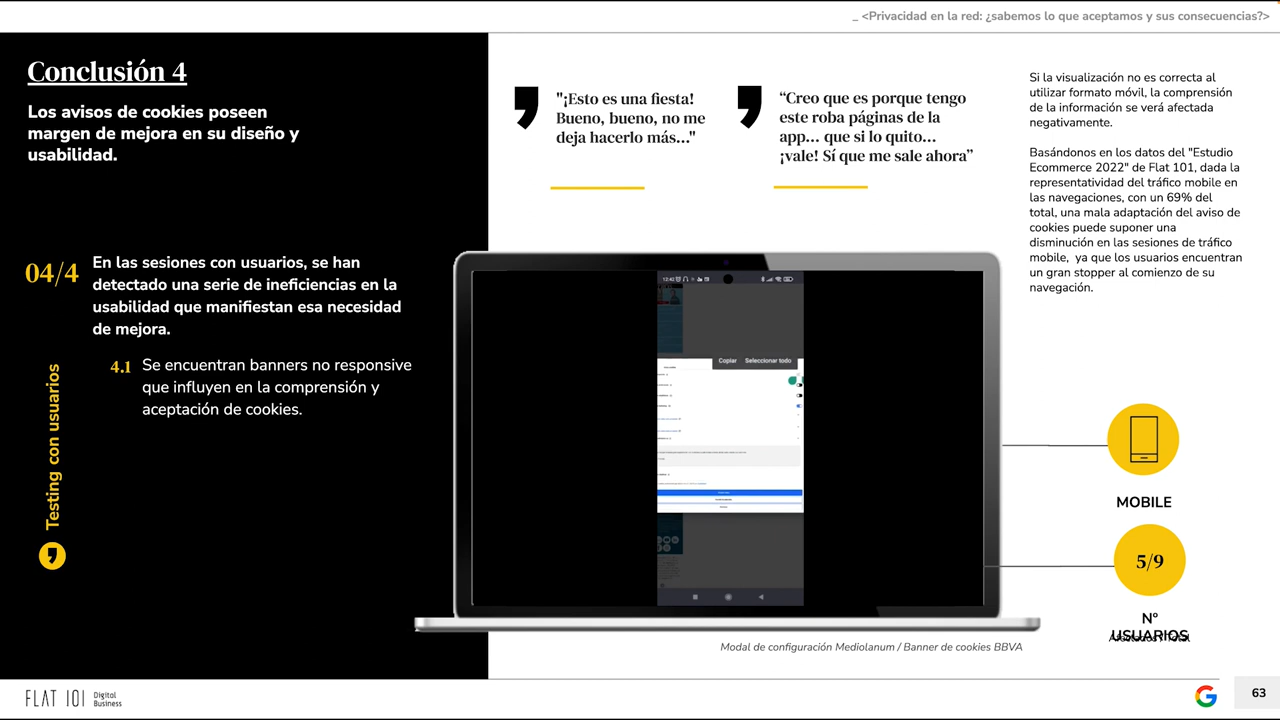 _ <Privacidad en la red: ¿sabemos lo que aceptamos y sus consecuencias?>
Conclusión 4
Los avisos de cookies poseen
margen de mejora en su diseño y
usabilidad.
04/4
En las sesiones con usuarios, se han
detectado una serie de ineficiencias en la
usabilidad que manifiestan esa necesidad
de mejora.
4.1 Se encuentran banners no responsive
que influyen en la comprensión y
aceptación de cookies.
Testing con usuarios
"¡Esto es una fiesta!
Bueno, bueno, no me
deja hacerlo más..."
“Creo que es porque tengo
este roba páginas de la
app... que si lo quito...
¡vale! Sí que me sale ahora”
Si la visualización no es correcta al
utilizar formato móvil, la comprensión
de la información se verá afectada
negativamente.
Basándonos en los datos del "Estudio
Ecommerce 2022" de Flat 101, dada la
representatividad del tráfico mobile en
las navegaciones, con un 69% del
total, una mala adaptación del aviso de
cookies puede suponer una
disminución en las sesiones de tráfico
mobile, ya que los usuarios encuentran
un gran stopper al comienzo de su
navegación.
13:42
Copiar Seleccionar todo
MOBILE
5/9
Nº
USUARIOS
Modal de configuración Mediolanum / Banner de cookies BBVA
FLAT 101 Digital
Business
63